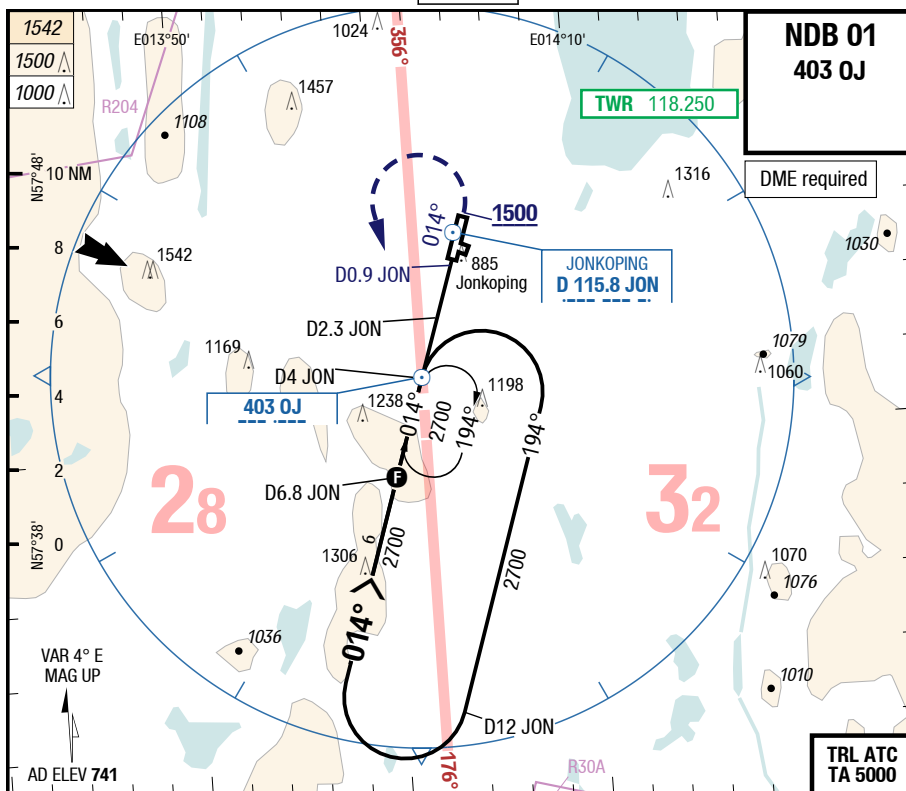 1542
1500
1000
E013°50'
1024
356°
E014°10'
NDB 01
403 OJ
R204
1457
1108
TWR 118.250
N57°48'
10 NM
1316
DME required
014°
1500
8
1542
885
Jonkoping
D0.9 JON
JONKOPING
D 115.8 JON
1030
6
D2.3 JON
1079
1060
1169
D4 JON
4
403 OJ
1238
014°
2700
194°
1198
194°
2
28
D6.8 JON
F
32
N57°38'
0
1306
6
2700
2700
1070
1076
014°
1036
VAR 4° E
MAG UP
1010
D12 JON
176°
R30A
AD ELEV 741
TRL ATC
TA 5000